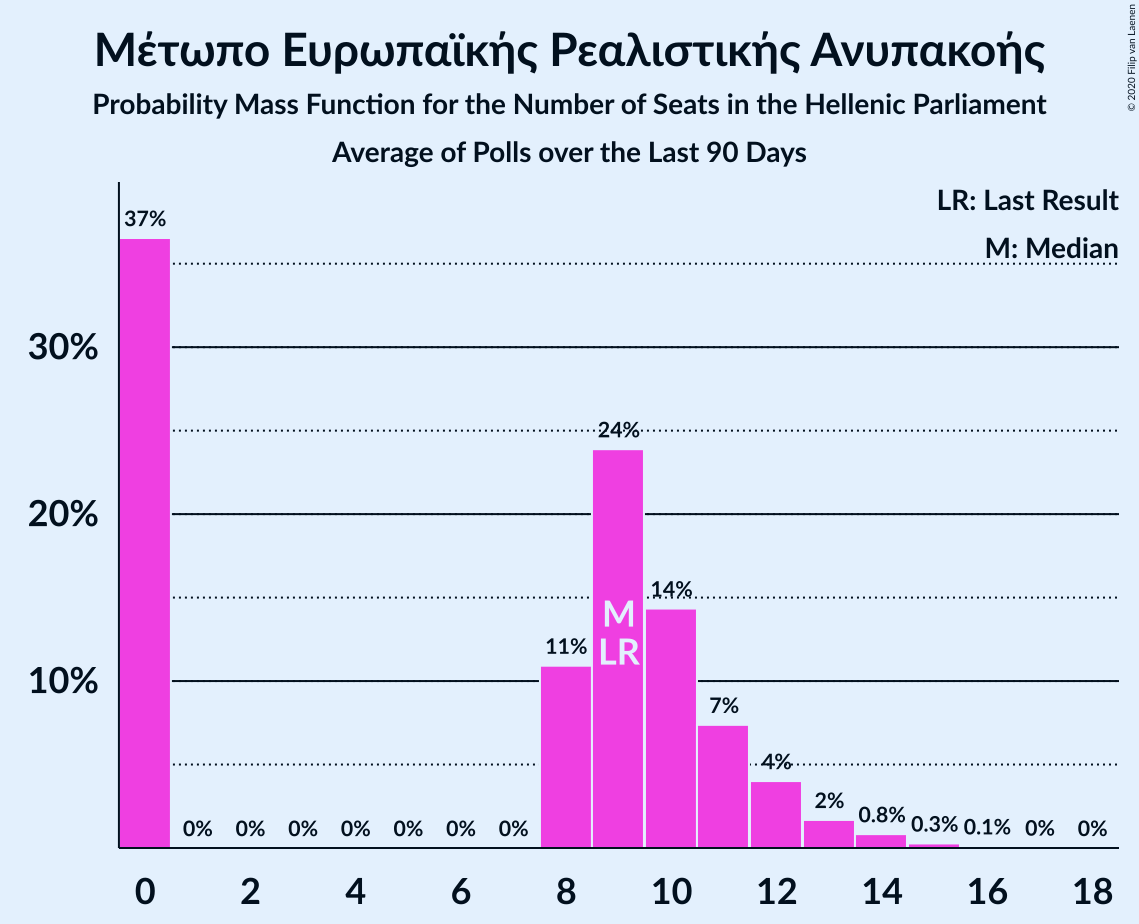 © 2020 Filip van Laenen
Μέτωπο Ευρωπαϊκής Ρεαλιστικής Ανυπακοής
Probability Mass Function for the Number of Seats in the Hellenic Parliament
Average of Polls over the Last 90 Days
LR: Last Result
M: Median
37%
30%
24%
20%
14%
M
LR
11%
10%
7%
4%
2%
0.8%
0.3%
0.1%
0% 0% 0% 0% 0% 0% 0% 0% 0%
0 2 4 6 8 10 12 14 16 18